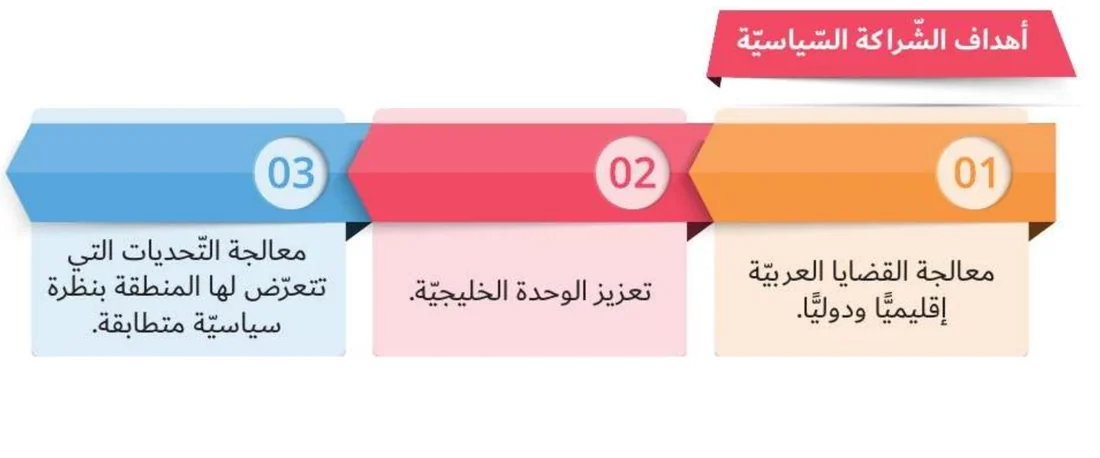 أهداف الشّراكة السّياسيّة
01
معالجة القضايا العربيّة
إقليميًّا ودوليًّا.
02
تعزيز الوحدة الخليجيّة.
03
معالجة التّحديات التي
تتعرّض لها المنطقة بنظرة
سياسيّة متطابقة.